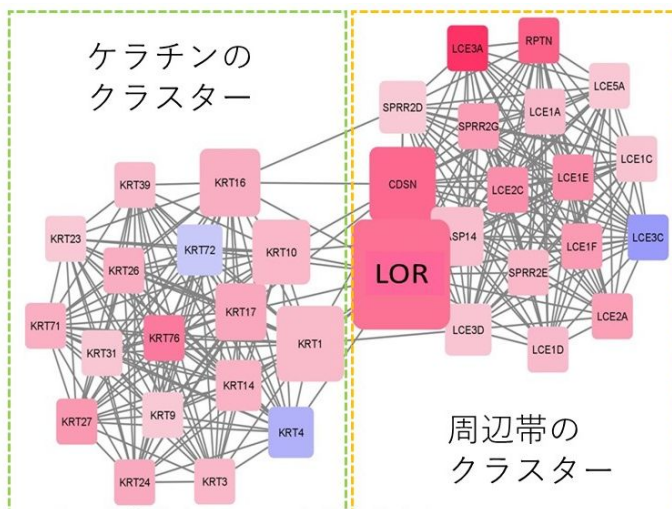 ケラチンの
クラスター
KRT39
KRT16
KRT23
KRT72
KRT10
KRT26
KRT17
KRT71
KRT76
KRT31
KRT1
KRT14
KRT9
KRT27
KRT4
KRT24
KRT3
LCE3A
RPTN
LCE5A
SPRR2D
LCE1A
SPRR2G
LCE1C
CDSN
LCE2C
LCE1E
ASP14
LCE3C
LCE1F
LOR
SPRR2E
LCE2A
LCE3D
LCE1D
周辺帯の
クラスター